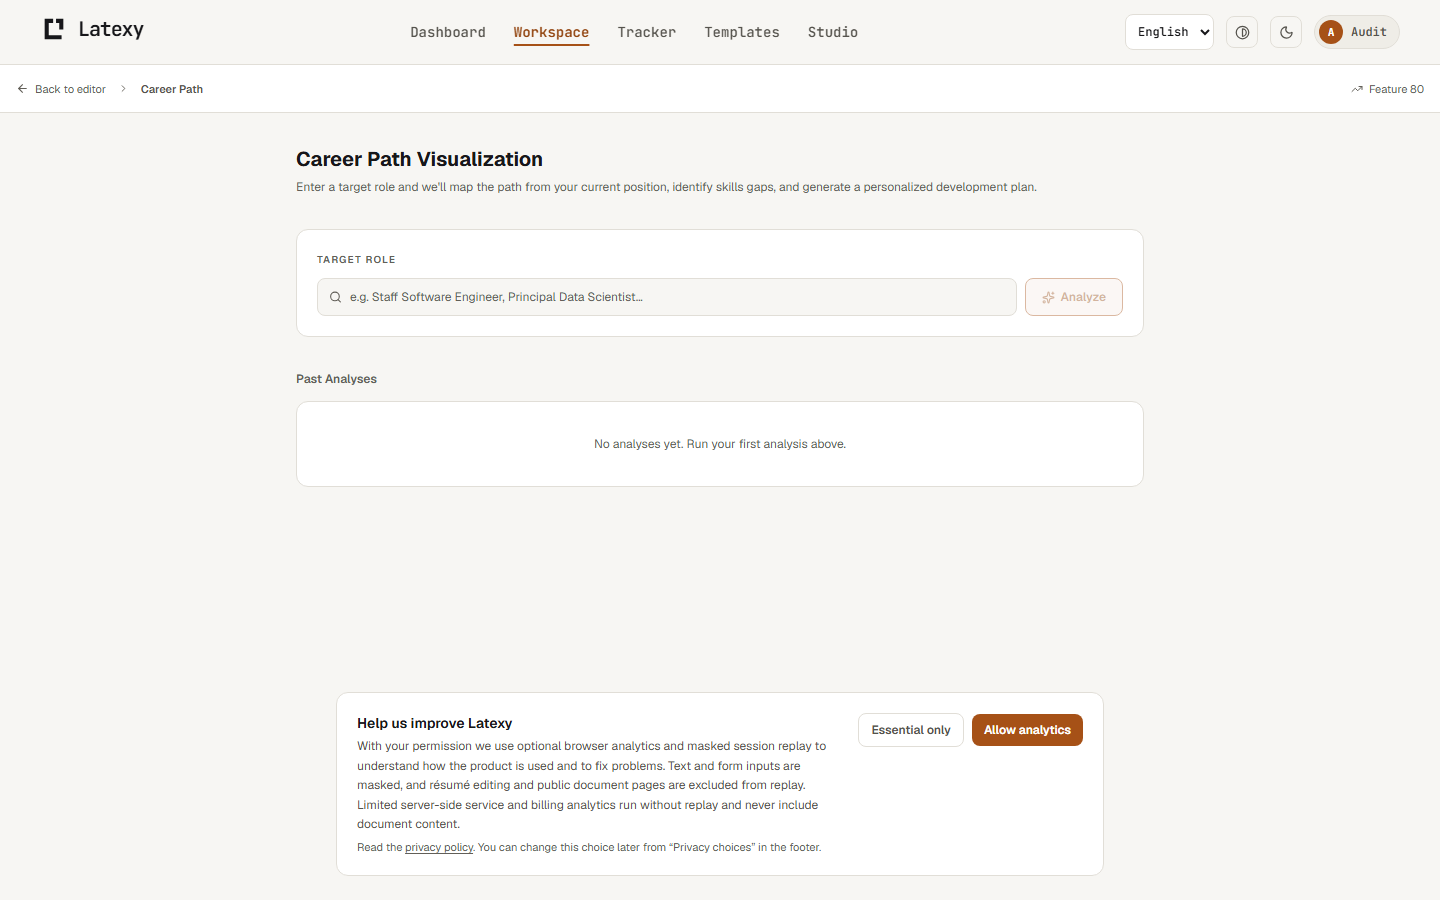 Latexy
Dashboard
Workspace
Tracker
Templates
Studio
English
A
Audit
Back to editor
Career Path
Feature 80
Career Path Visualization
Enter a target role and we'll map the path from your current position, identify skills gaps, and generate a personalized development plan.
TARGET ROLE
e.g. Staff Software Engineer, Principal Data Scientist…
Analyze
Past Analyses
No analyses yet. Run your first analysis above.
Help us improve Latexy
With your permission we use optional browser analytics and masked session replay to
understand how the product is used and to fix problems. Text and form inputs are
masked, and résumé editing and public document pages are excluded from replay.
Limited server-side service and billing analytics run without replay and never include
document content.
Read the privacy policy. You can change this choice later from “Privacy choices” in the footer.
Essential only
Allow analytics